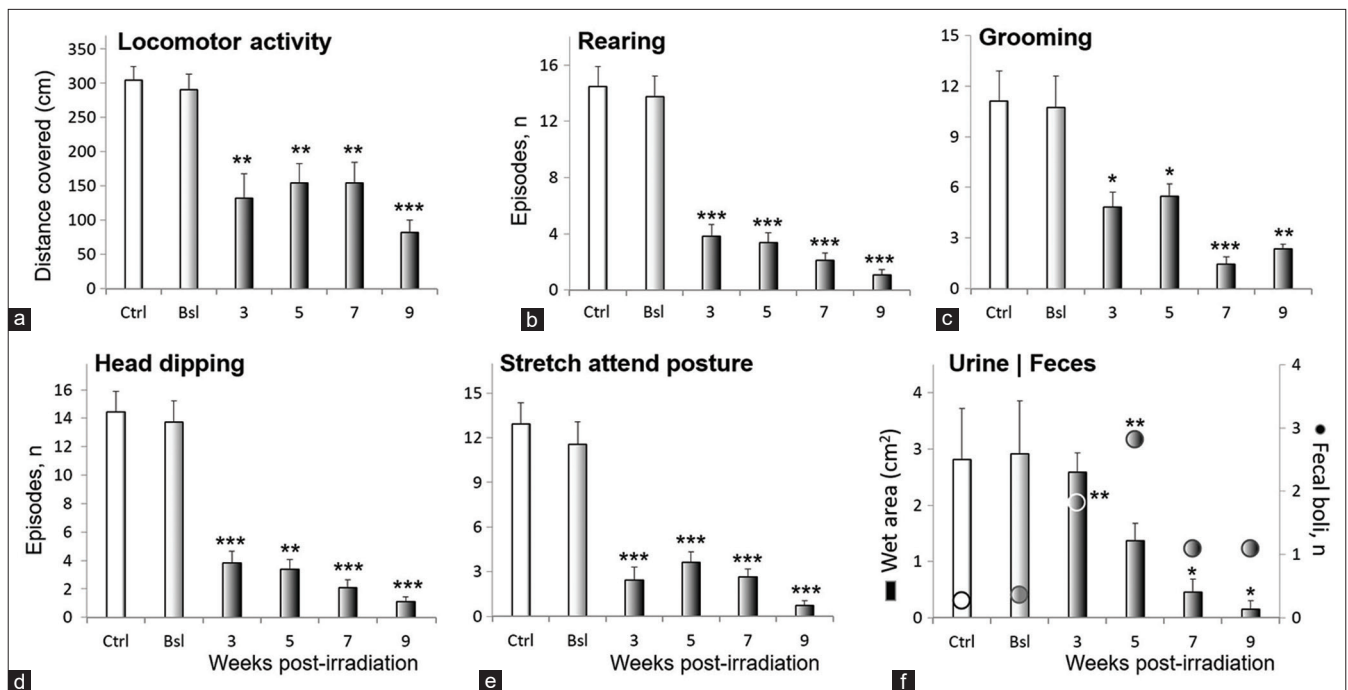 Locomotor activity
350
300
250
200
150
100
50
0
Distance covered (cm)
** ** ** ***
Ctrl Bsl 3 5 7 9
a
Rearing
16
12
8
4
0
Episodes, n
*** *** *** ***
Ctrl Bsl 3 5 7 9
b
Grooming
15
12
9
6
3
0
* * *** **
Ctrl Bsl 3 5 7 9
c
Head dipping
16
14
12
10
8
6
4
2
0
Episodes, n
*** ** *** ***
Ctrl Bsl 3 5 7 9
Weeks post-irradiation
d
Stretch attend posture
15
12
9
6
3
0
*** *** *** ***
Ctrl Bsl 3 5 7 9
Weeks post-irradiation
e
Urine | Feces
4
3
2
1
0
Wet area (cm²)
** ** * *
4
3
2
1
0
Fecal boli, n
Ctrl Bsl 3 5 7 9
Weeks post-irradiation
f